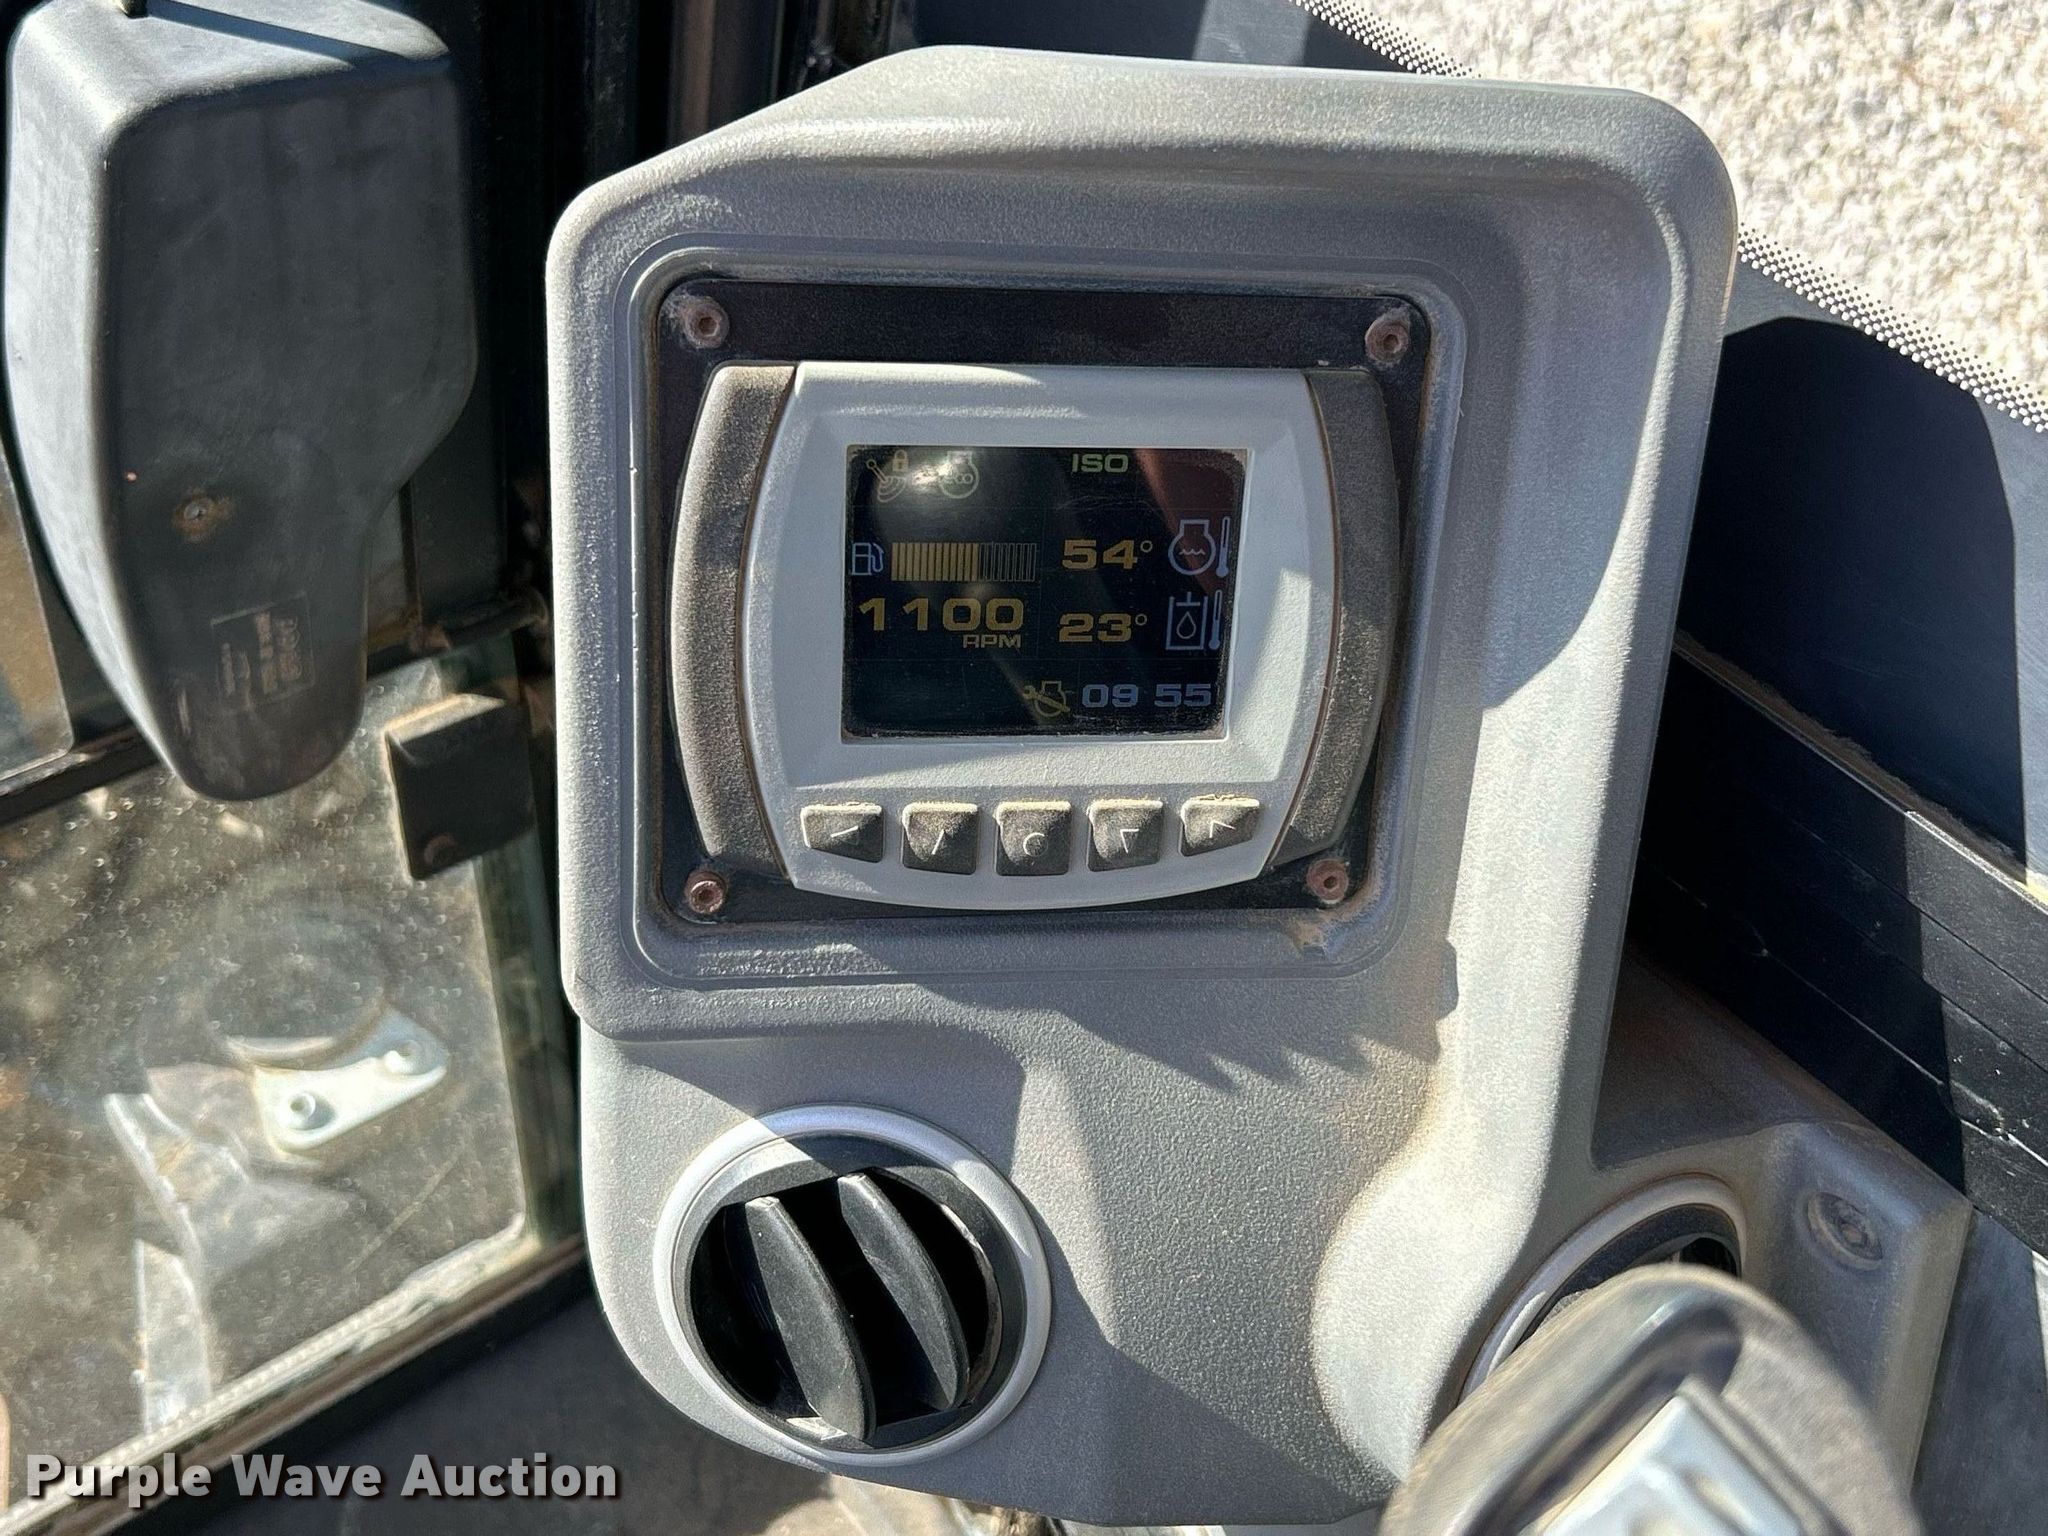 ISO
54°
1100
RPM
23°
09 55
Purple Wave Auction